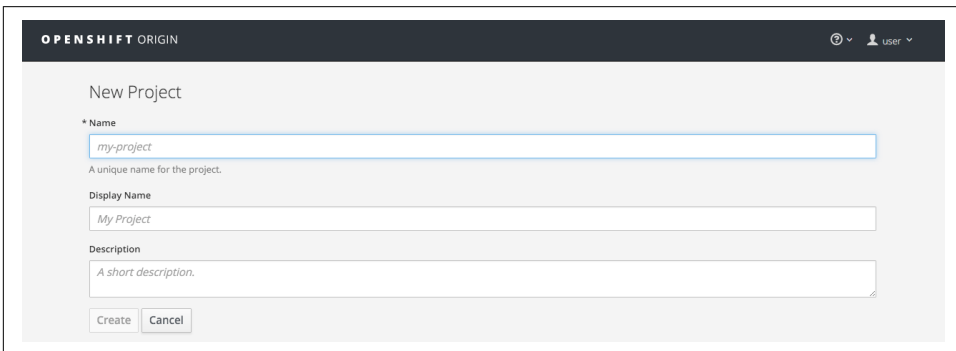 OPENSHIFT ORIGIN
? user
New Project
* Name
my-project
A unique name for the project.
Display Name
My Project
Description
A short description.
Create Cancel